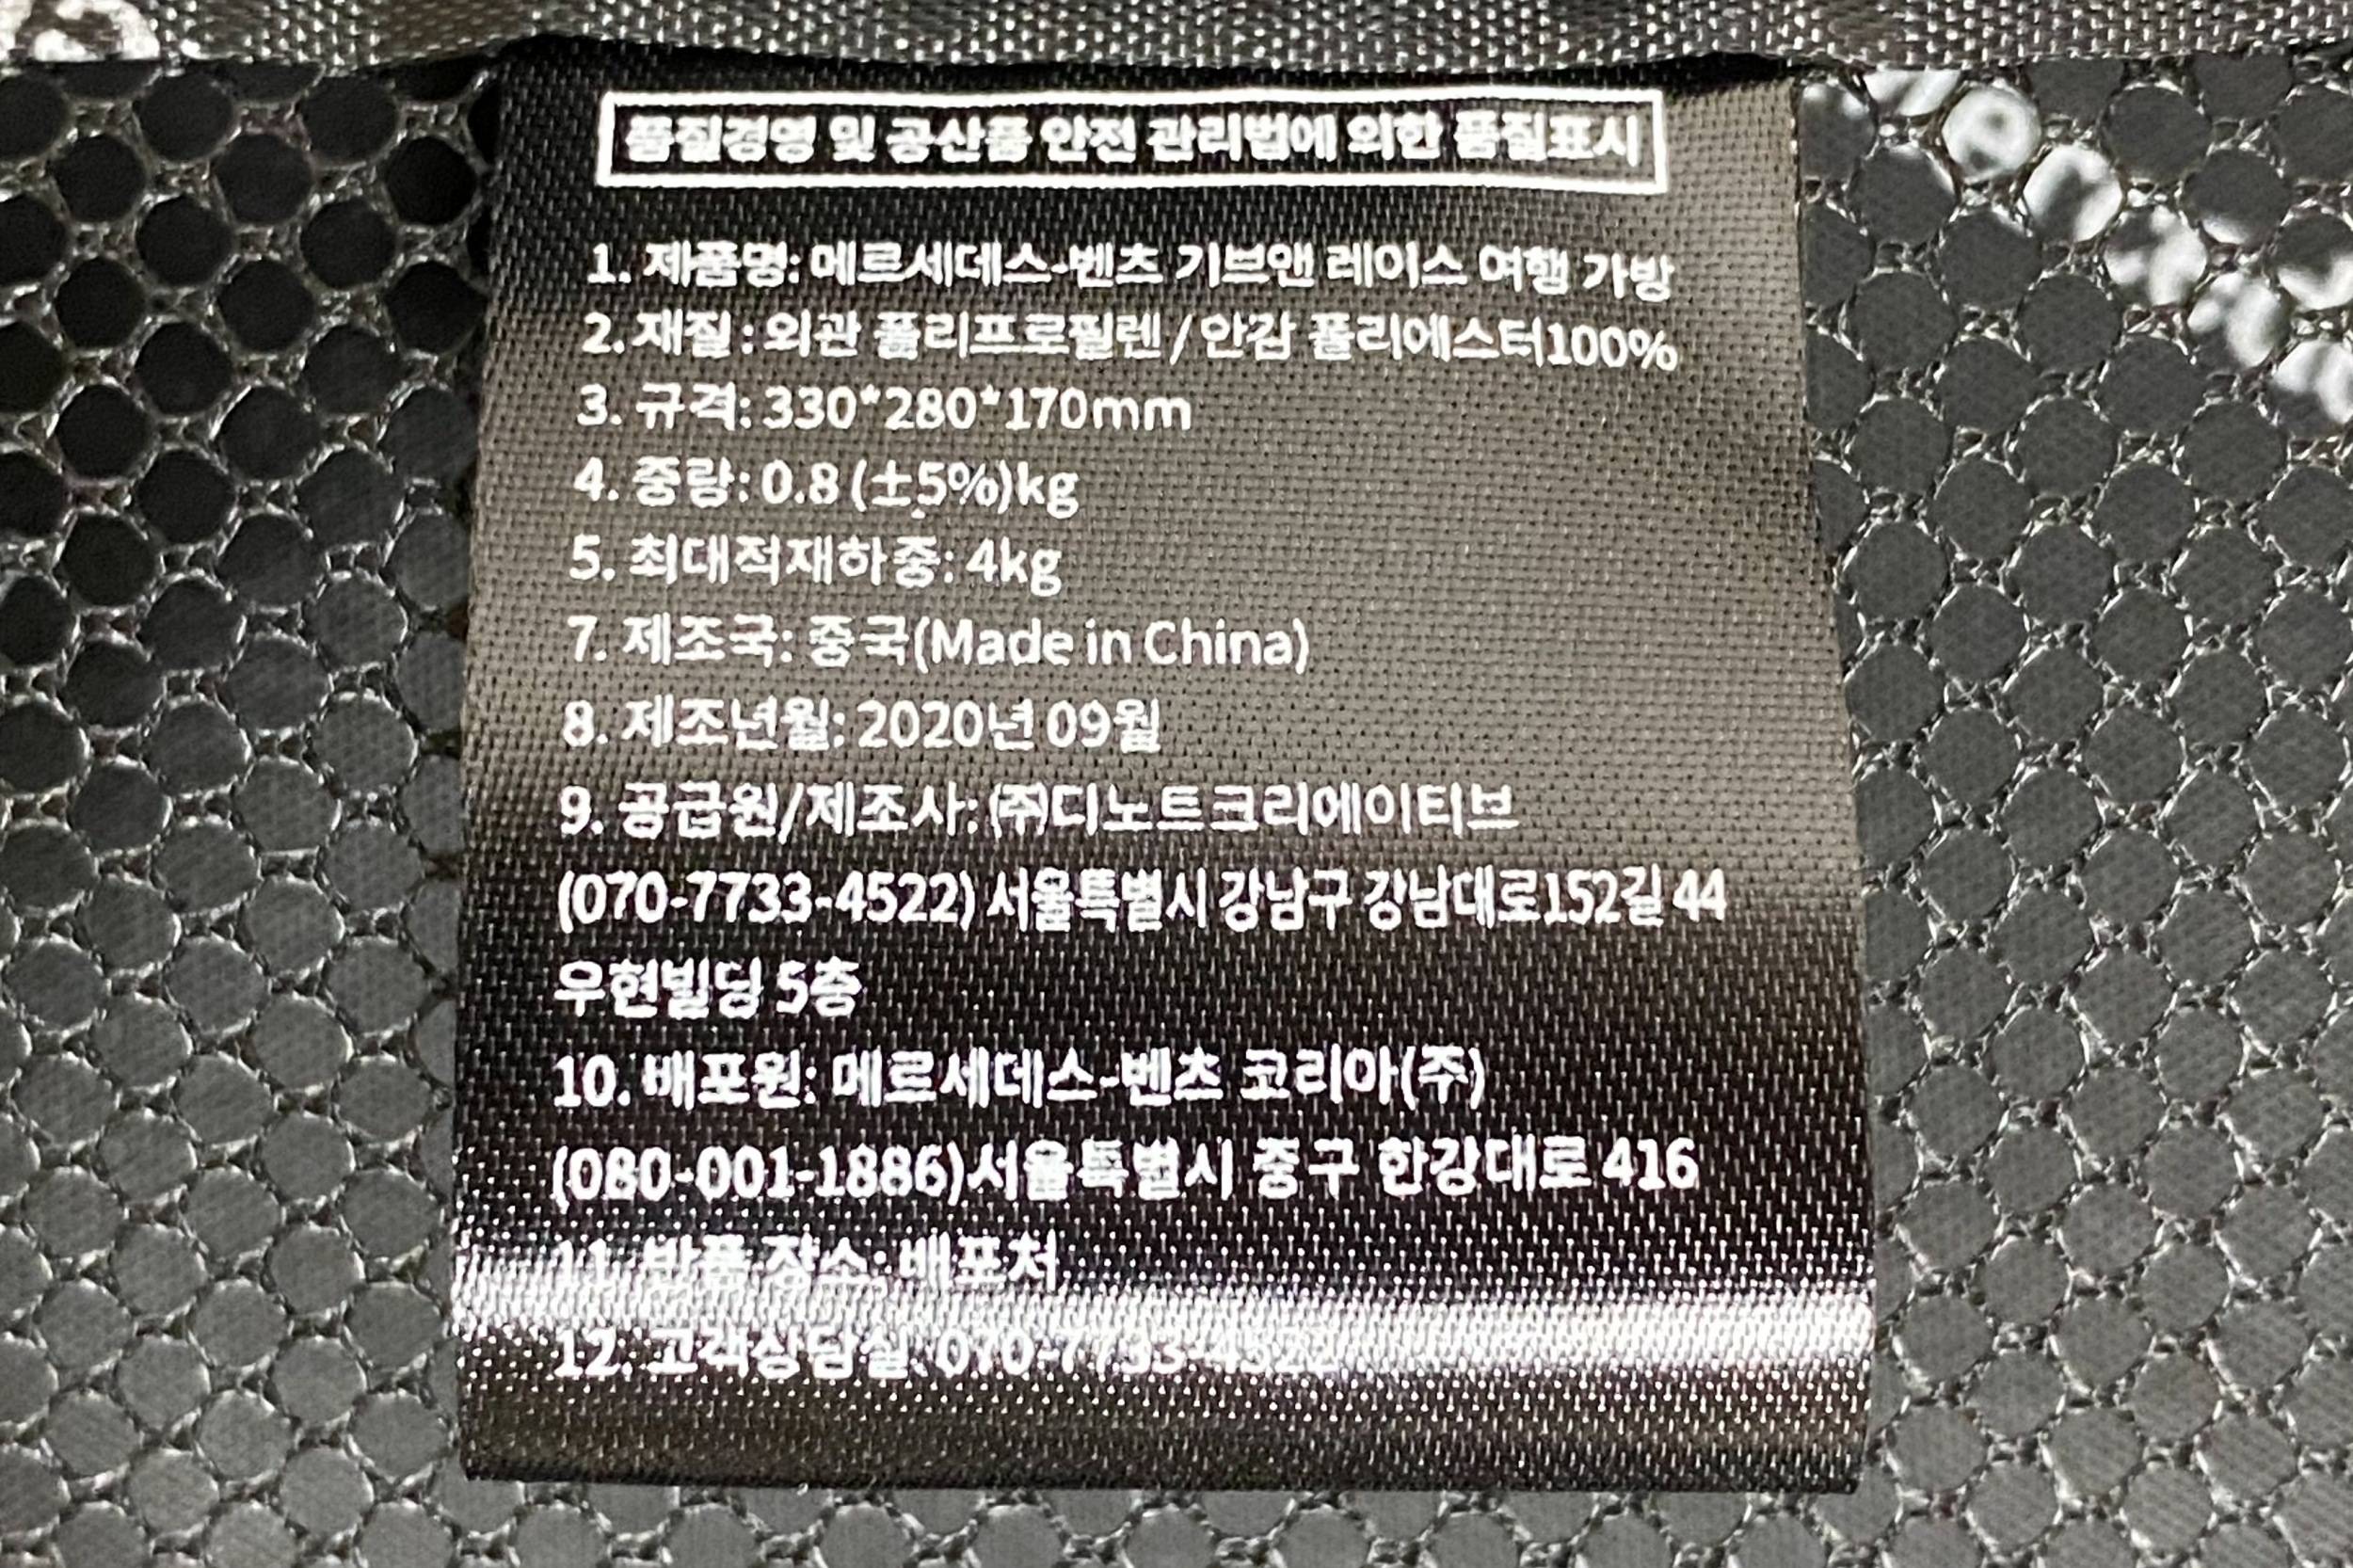 품질경영 및 공산품 안전 관리법에 의한 품질표시
1. 제품명: 메르세데스-벤츠 기브앤 레이스 여행 가방
2. 재질: 외관 폴리프로필렌 / 안감 폴리에스터100%
3. 규격: 330*280*170mm
4. 중량: 0.8 (±5%)kg
5. 최대적재하중: 4kg
7. 제조국: 중국(Made in China)
8. 제조년월: 2020년 09월
9. 공급원/제조사: ㈜디노트크리에이티브
(070-7733-4522) 서울특별시 강남구 강남대로152길 44
우현빌딩 5층
10. 배포원: 메르세데스-벤츠 코리아(주)
(080-001-1886)서울특별시 중구 한강대로 416
11. 반품 장소: 배포처
12. 고객상담실: 070-7733-4522